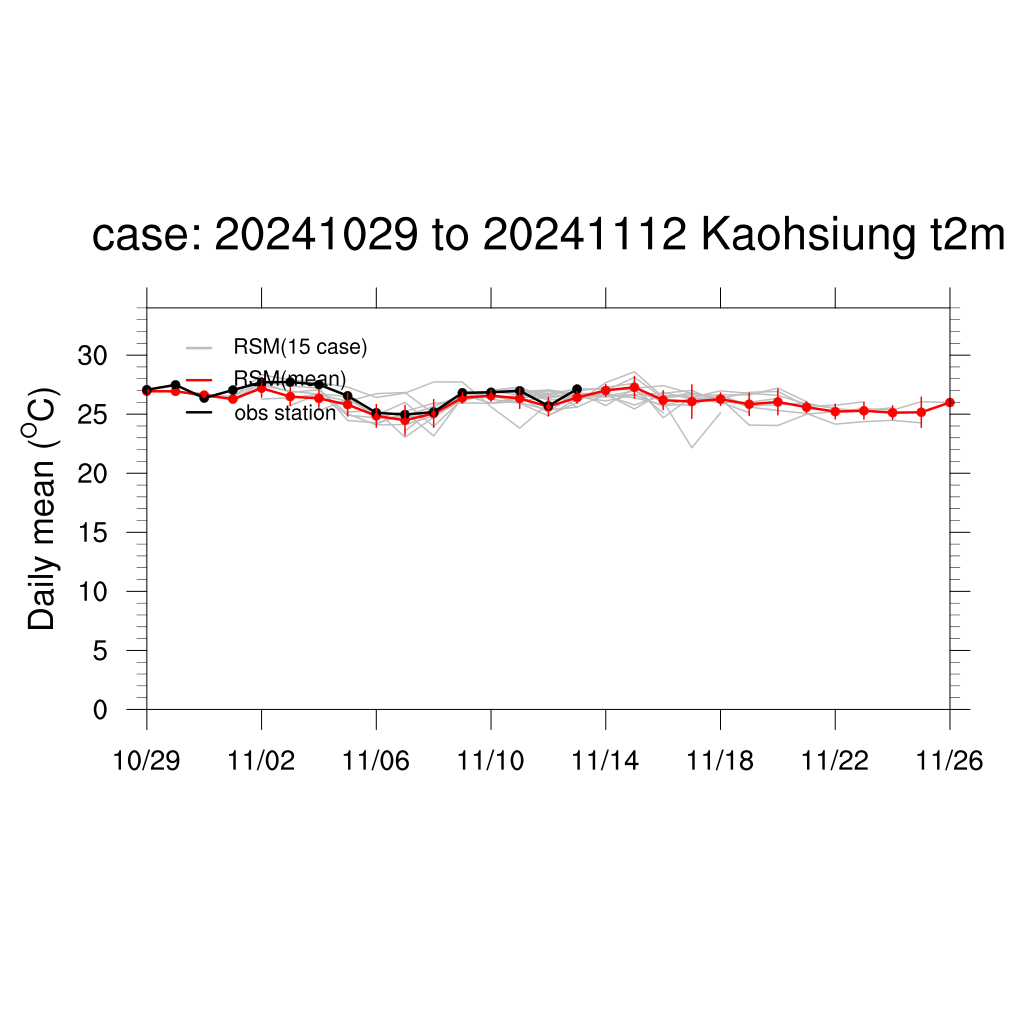 case: 20241029 to 20241112 Kaohsiung t2m
Daily mean (°C)
30
25
20
15
10
5
0
RSM(15 case)
RSM(mean)
obs station
10/29 11/02 11/06 11/10 11/14 11/18 11/22 11/26